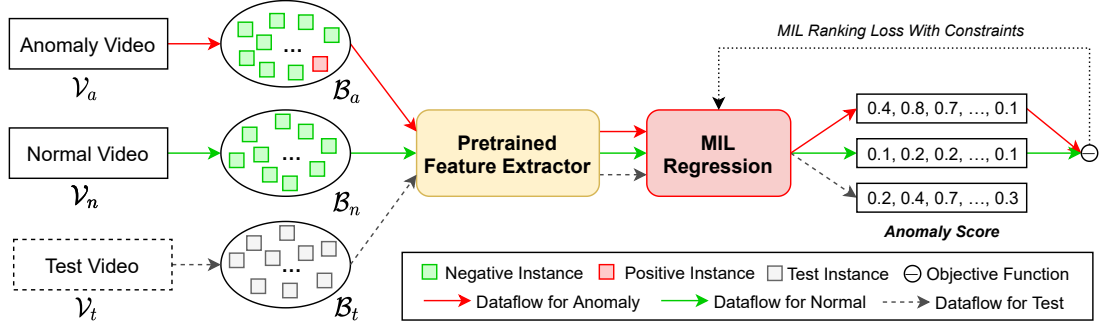 Anomaly Video
𝒱a
...
ℬa
MIL Ranking Loss With Constraints
Normal Video
𝒱n
...
ℬn
Pretrained
Feature Extractor
MIL
Regression
0.4, 0.8, 0.7, ..., 0.1
0.1, 0.2, 0.2, ..., 0.1
0.2, 0.4, 0.7, ..., 0.3
Anomaly Score
Test Video
𝒱t
...
ℬt
Negative Instance Positive Instance Test Instance Objective Function
Dataflow for Anomaly Dataflow for Normal Dataflow for Test